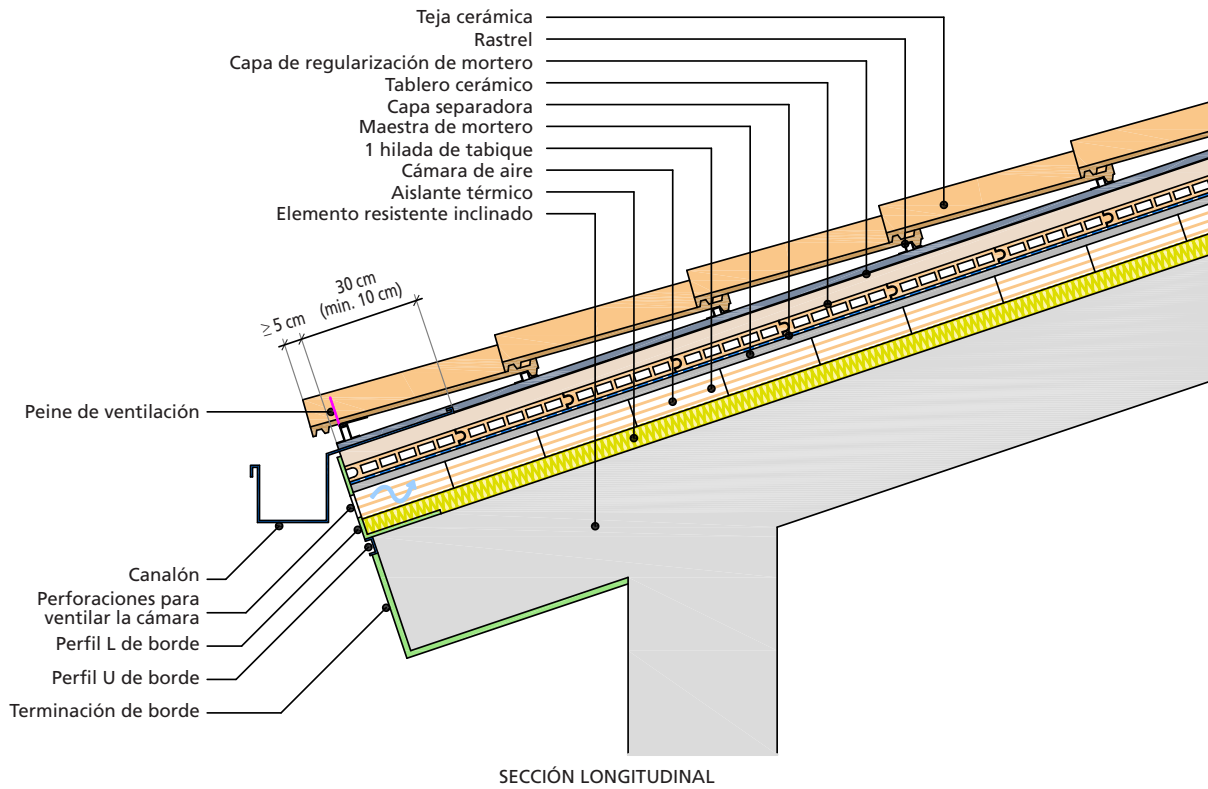 Teja cerámica
Rastrel
Capa de regularización de mortero
Tablero cerámico
Capa separadora
Maestra de mortero
1 hilada de tabique
Cámara de aire
Aislante térmico
Elemento resistente inclinado
30 cm
(min. 10 cm)
≥ 5 cm
Peine de ventilación
Canalón
Perforaciones para
ventilar la cámara
Perfil L de borde
Perfil U de borde
Terminación de borde
SECCIÓN LONGITUDINAL